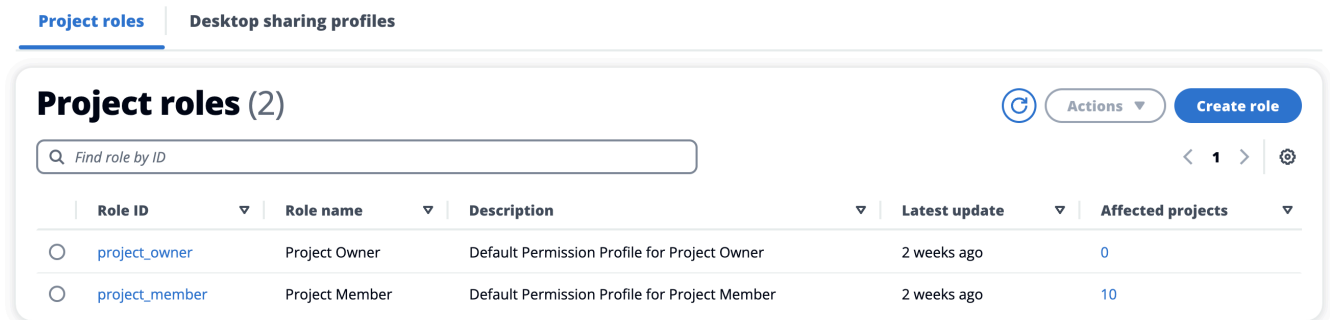 Project roles Desktop sharing profiles
Project roles (2) Actions Create role
Find role by ID 1
Role ID Role name Description Latest update Affected projects
project_owner Project Owner Default Permission Profile for Project Owner 2 weeks ago 0
project_member Project Member Default Permission Profile for Project Member 2 weeks ago 10